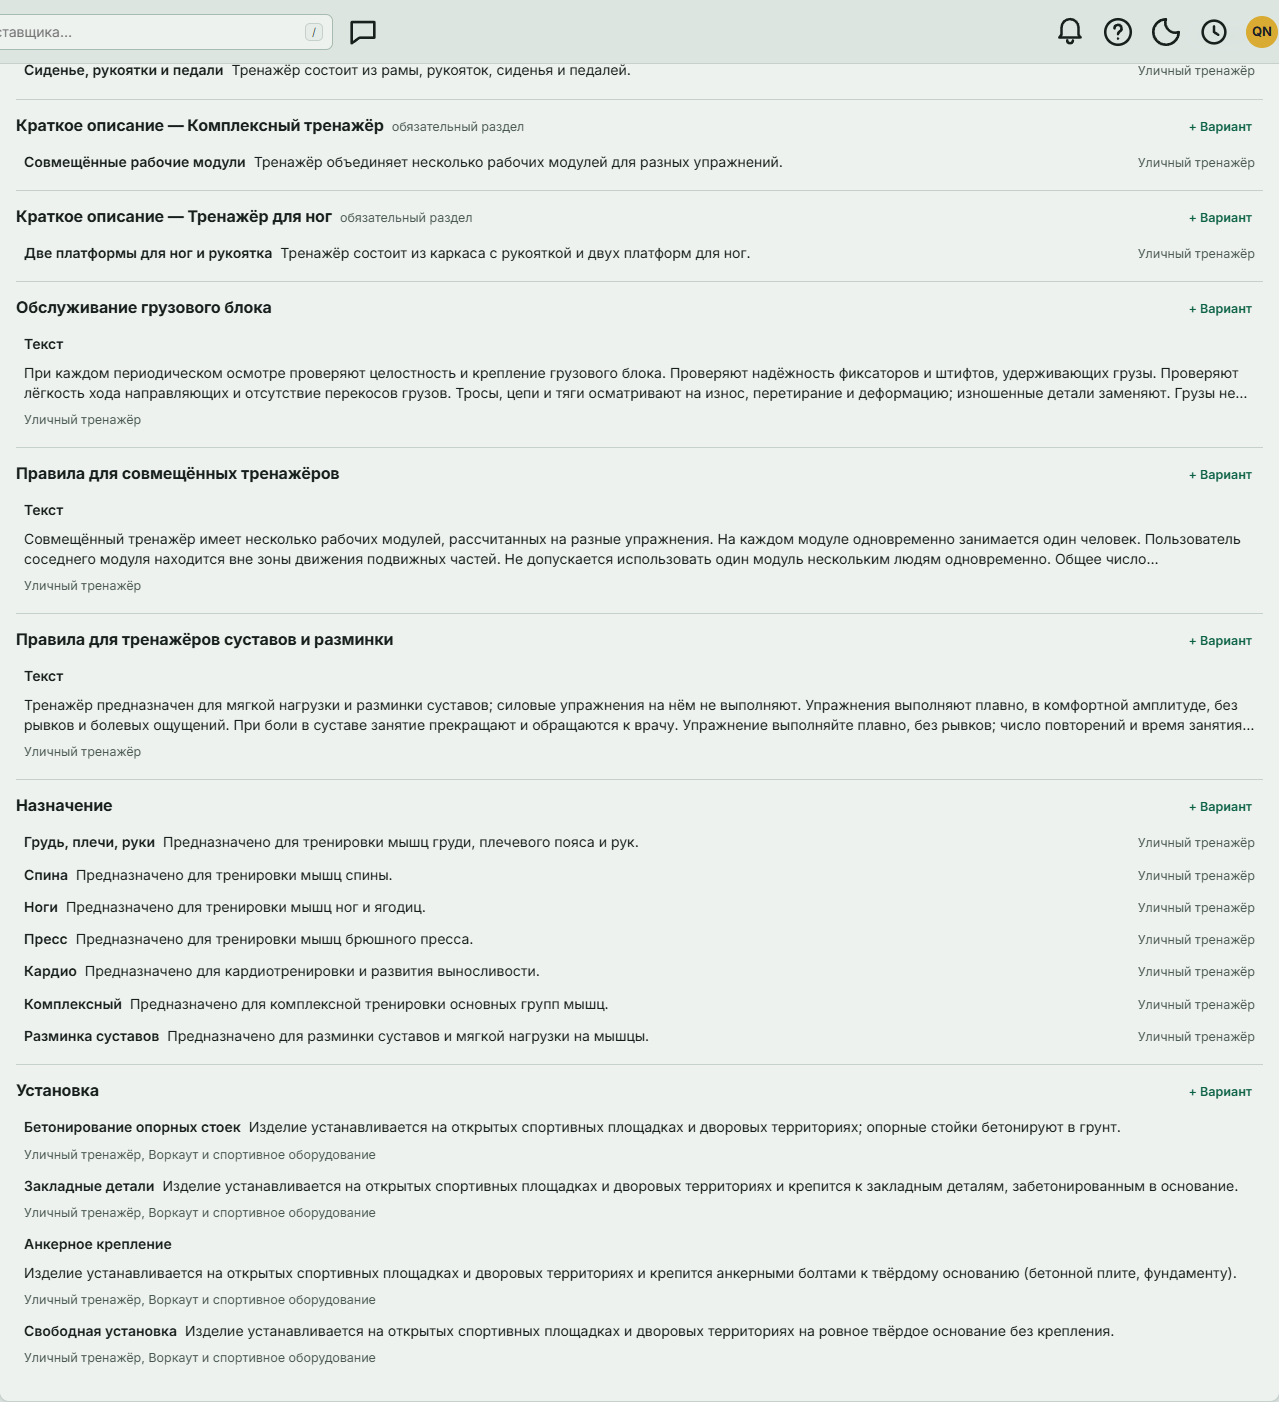 ставщика... /
QN
Сиденье, рукоятки и педали Тренажёр состоит из рамы, рукояток, сиденья и педалей. Уличный тренажёр
Краткое описание — Комплексный тренажёр обязательный раздел + Вариант
Совмещённые рабочие модули Тренажёр объединяет несколько рабочих модулей для разных упражнений. Уличный тренажёр
Краткое описание — Тренажёр для ног обязательный раздел + Вариант
Две платформы для ног и рукоятка Тренажёр состоит из каркаса с рукояткой и двух платформ для ног. Уличный тренажёр
Обслуживание грузового блока + Вариант
Текст
При каждом периодическом осмотре проверяют целостность и крепление грузового блока. Проверяют надёжность фиксаторов и штифтов, удерживающих грузы. Проверяют
лёгкость хода направляющих и отсутствие перекосов грузов. Тросы, цепи и тяги осматривают на износ, перетирание и деформацию; изношенные детали заменяют. Грузы не...
Уличный тренажёр
Правила для совмещённых тренажёров + Вариант
Текст
Совмещённый тренажёр имеет несколько рабочих модулей, рассчитанных на разные упражнения. На каждом модуле одновременно занимается один человек. Пользователь
соседнего модуля находится вне зоны движения подвижных частей. Не допускается использовать один модуль нескольким людям одновременно. Общее число...
Уличный тренажёр
Правила для тренажёров суставов и разминки + Вариант
Текст
Тренажёр предназначен для мягкой нагрузки и разминки суставов; силовые упражнения на нём не выполняют. Упражнения выполняют плавно, в комфортной амплитуде, без
рывков и болевых ощущений. При боли в суставе занятие прекращают и обращаются к врачу. Упражнение выполняйте плавно, без рывков; число повторений и время занятия...
Уличный тренажёр
Назначение + Вариант
Грудь, плечи, руки Предназначено для тренировки мышц груди, плечевого пояса и рук. Уличный тренажёр
Спина Предназначено для тренировки мышц спины. Уличный тренажёр
Ноги Предназначено для тренировки мышц ног и ягодиц. Уличный тренажёр
Пресс Предназначено для тренировки мышц брюшного пресса. Уличный тренажёр
Кардио Предназначено для кардиотренировки и развития выносливости. Уличный тренажёр
Комплексный Предназначено для комплексной тренировки основных групп мышц. Уличный тренажёр
Разминка суставов Предназначено для разминки суставов и мягкой нагрузки на мышцы. Уличный тренажёр
Установка + Вариант
Бетонирование опорных стоек Изделие устанавливается на открытых спортивных площадках и дворовых территориях; опорные стойки бетонируют в грунт.
Уличный тренажёр, Воркаут и спортивное оборудование
Закладные детали Изделие устанавливается на открытых спортивных площадках и дворовых территориях и крепится к закладным деталям, забетонированным в основание.
Уличный тренажёр, Воркаут и спортивное оборудование
Анкерное крепление
Изделие устанавливается на открытых спортивных площадках и дворовых территориях и крепится анкерными болтами к твёрдому основанию (бетонной плите, фундаменту).
Уличный тренажёр, Воркаут и спортивное оборудование
Свободная установка Изделие устанавливается на открытых спортивных площадках и дворовых территориях на ровное твёрдое основание без крепления.
Уличный тренажёр, Воркаут и спортивное оборудование